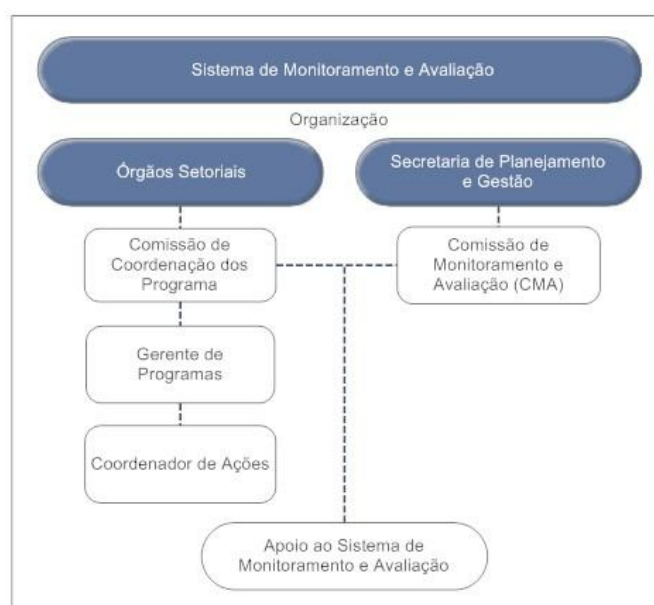 Sistema de Monitoramento e Avaliação
Organização
Órgãos Setoriais
Secretaria de Planejamento
e Gestão
Comissão de
Coordenação dos
Programa
Comissão de
Monitoramento e
Avaliação (CMA)
Gerente de
Programas
Coordenador de Ações
Apoio ao Sistema de
Monitoramento e Avaliação